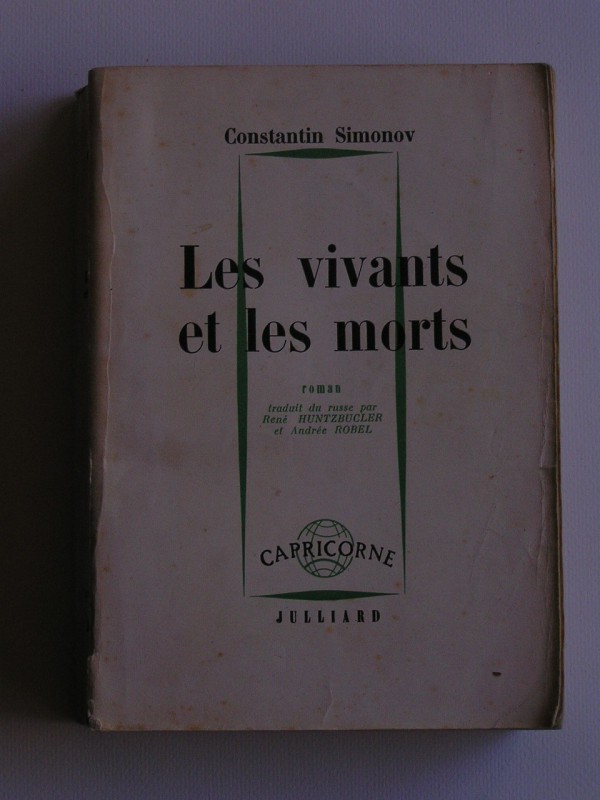 Constantin Simonov
Les vivants
et les morts
roman
traduit du russe par
René HUNTZBUCLER
et Andrée ROBEL
CAPRICORNE
JULLIARD